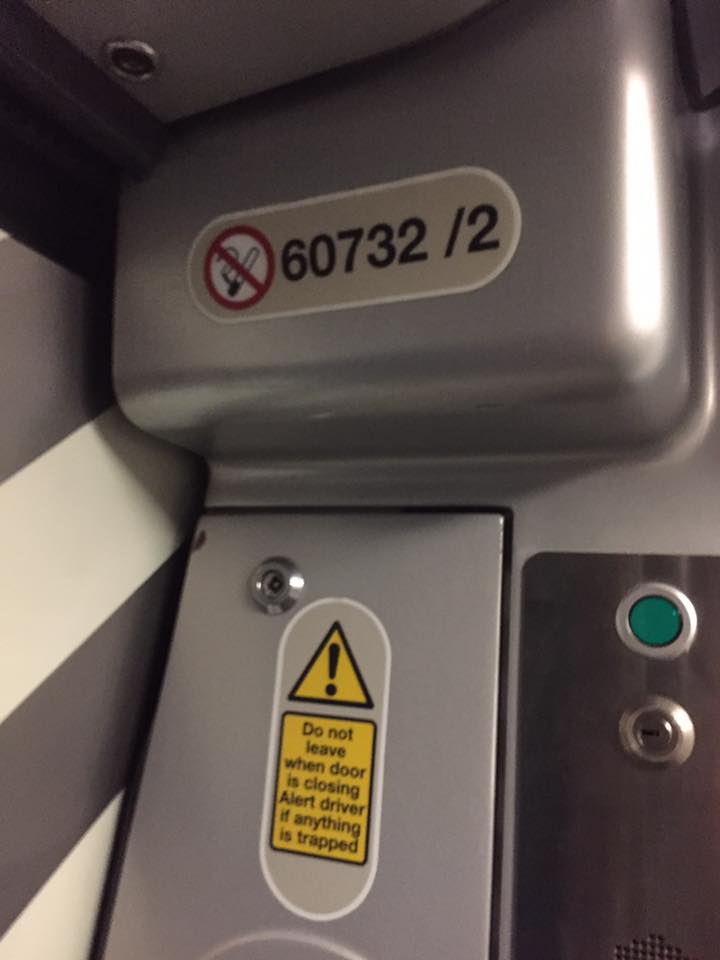 60732 /2
Do not
leave
when door
is closing
Alert driver
if anything
is trapped